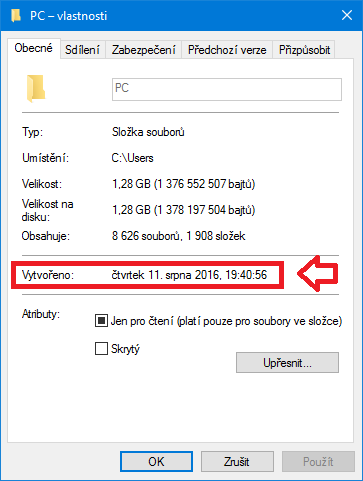 PC – vlastnosti
Obecné Sdílení Zabezpečení Předchozí verze Přizpůsobit
PC
Typ: Složka souborů
Umístění: C:\Users
Velikost: 1,28 GB (1 376 552 507 bajtů)
Velikost na disku: 1,28 GB (1 378 197 504 bajtů)
Obsahuje: 8 626 souborů, 1 908 složek
Vytvořeno: čtvrtek 11. srpna 2016, 19:40:56
Atributy: Jen pro čtení (platí pouze pro soubory ve složce)
Skrytý
Upřesnit...
OK Zrušit Použít